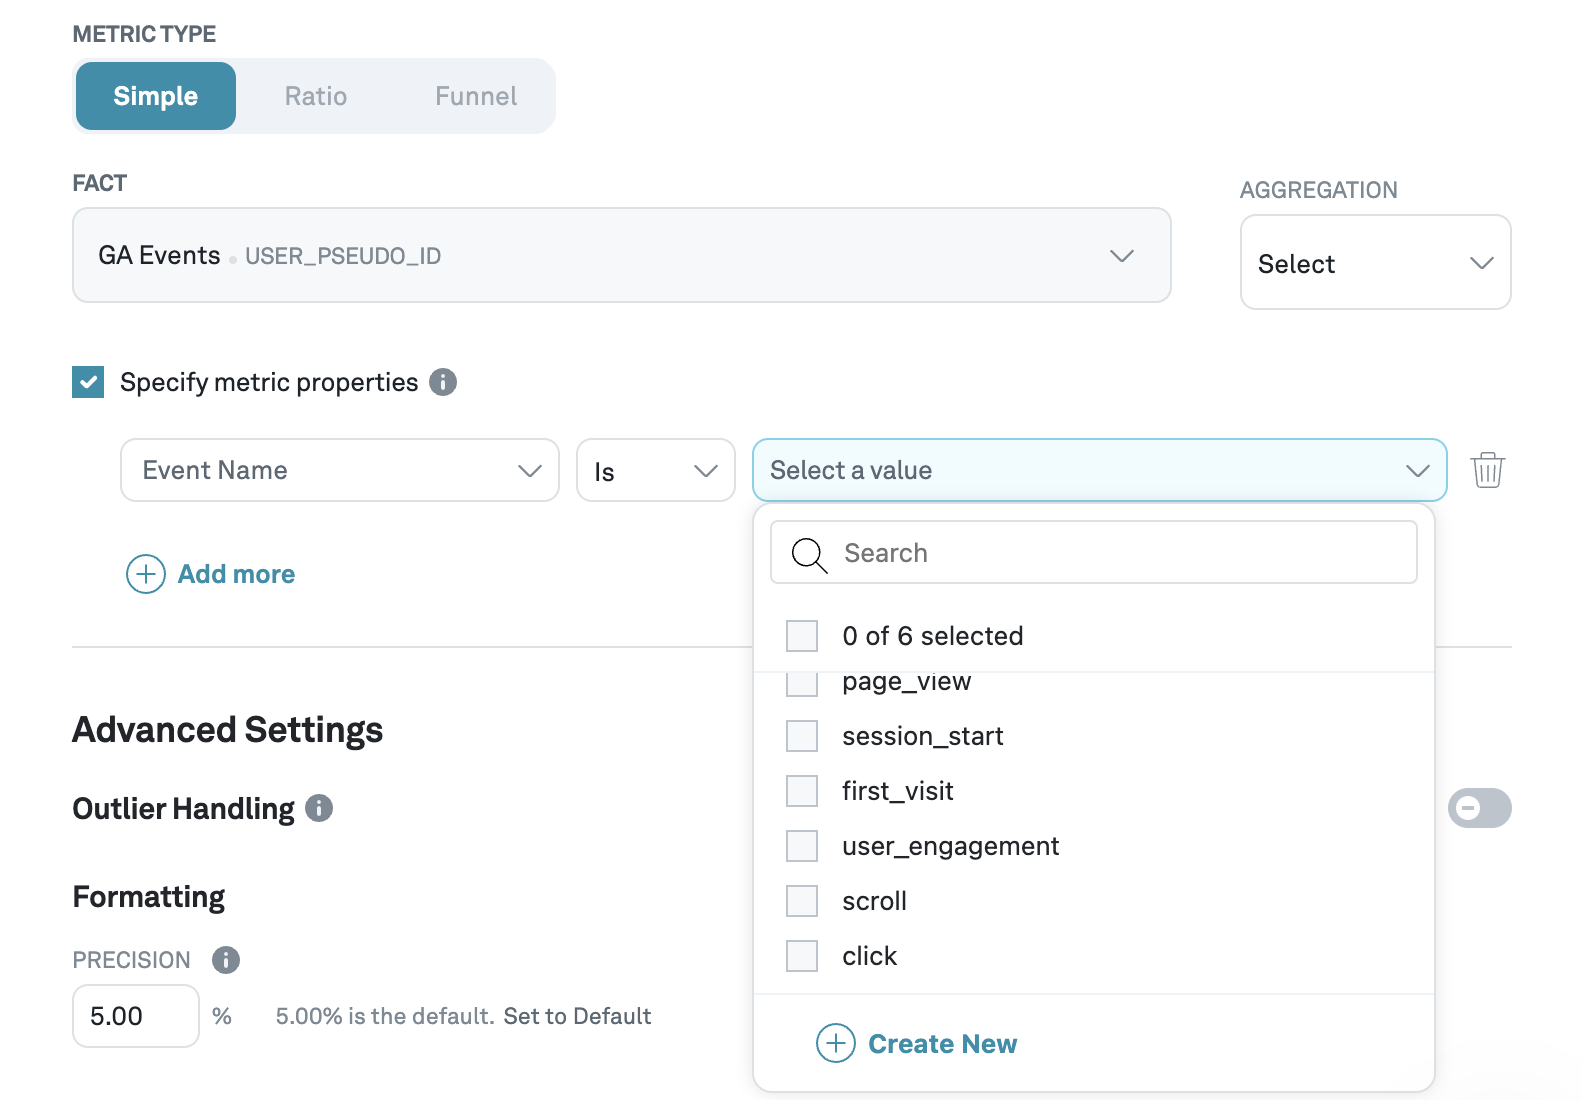 METRIC TYPE
Simple Ratio Funnel
FACT
AGGREGATION
GA Events USER_PSEUDO_ID
Select
Specify metric properties
Event Name Is Select a value
Search
Add more
0 of 6 selected
page_view
session_start
first_visit
user_engagement
scroll
click
Create New
Advanced Settings
Outlier Handling
Formatting
PRECISION
5.00 % 5.00% is the default. Set to Default